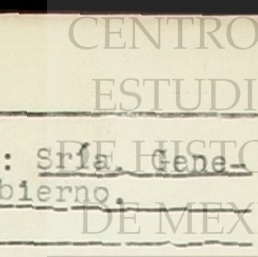 CENTRO
ESTUDI
: Sría. Gene-
DE HISTO
bierno.
DE MEX